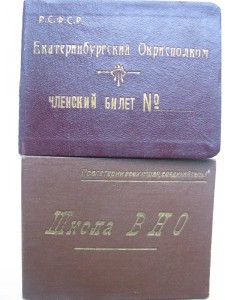 Р.С.Ф.С.Р.
Екатеринбургский Окрисполком
ЧЛЕНСКИЙ БИЛЕТ №
Пролетарии всех стран, соединяйтесь!
Школа ВНО